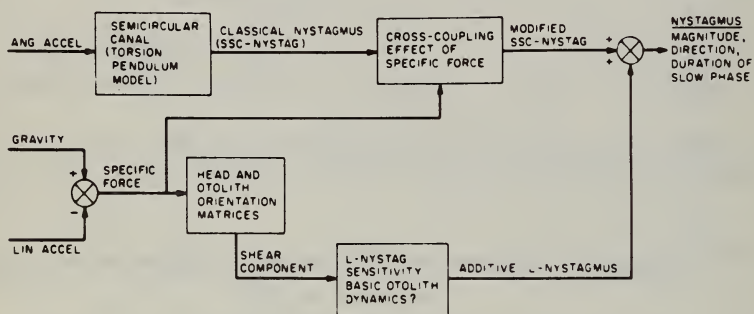 ANG ACCEL
SEMICIRCULAR
CANAL
(TORSION
PENDULUM
MODEL)
CLASSICAL NYSTAGMUS
(SSC-NYSTAG)
CROSS-COUPLING
EFFECT OF
SPECIFIC FORCE
MODIFIED
SSC-NYSTAG
+
+
NYSTAGMUS
MAGNITUDE,
DIRECTION,
DURATION OF
SLOW PHASE
GRAVITY
+
-
SPECIFIC
FORCE
LIN ACCEL
HEAD AND
OTOLITH
ORIENTATION
MATRICES
SHEAR
COMPONENT
L-NYSTAG
SENSITIVITY
BASIC OTOLITH
DYNAMICS?
ADDITIVE L-NYSTAGMUS